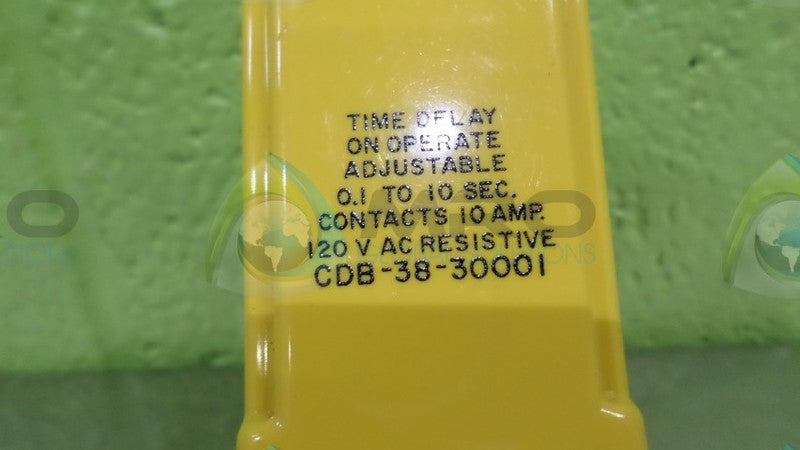 TIME DELAY
ON OPERATE
ADJUSTABLE
0.1 TO 10 SEC.
CONTACTS 10 AMP.
120 V AC RESISTIVE
CDB-38-30001